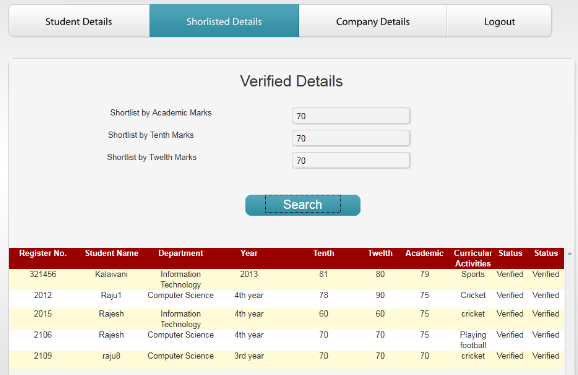 Student Details Shorlisted Details Company Details Logout
Verified Details
Shortlist by Academic Marks 70
Shortlist by Tenth Marks 70
Shortlist by Twelth Marks 70
Search
Register No. Student Name Department Year Tenth Twelth Academic Curricular Activities Status Status
321456 Kalaivani Information Technology 2013 81 80 79 Sports Verified Verified
2012 Raju1 Computer Science 4th year 78 90 75 Cricket Verified Verified
2015 Rajesh Information Technology 4th year 60 60 75 cricket Verified Verified
2106 Rajesh Computer Science 4th year 70 70 75 Playing football Verified Verified
2109 raju8 Computer Science 3rd year 70 70 70 cricket Verified Verified